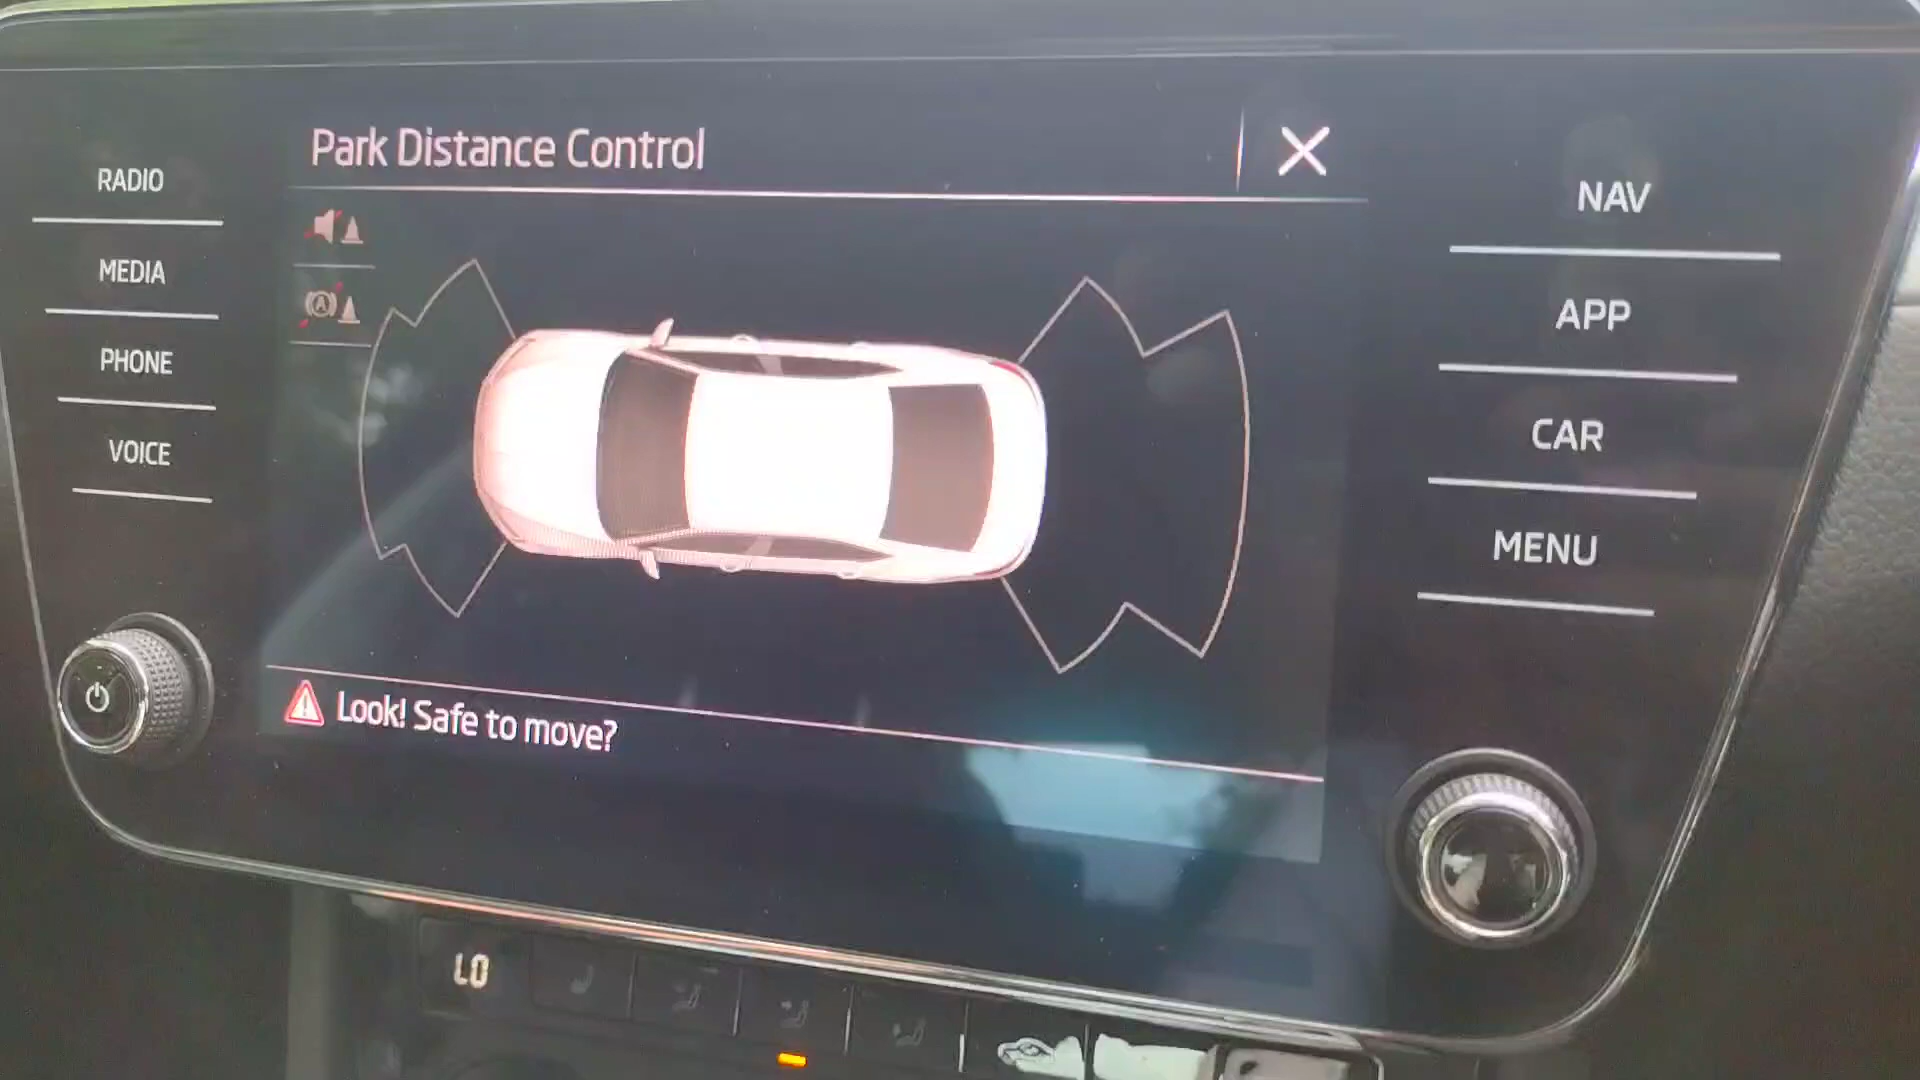 Park Distance Control
RADIO
MEDIA
PHONE
VOICE
NAV
APP
CAR
MENU
Look! Safe to move?
LO